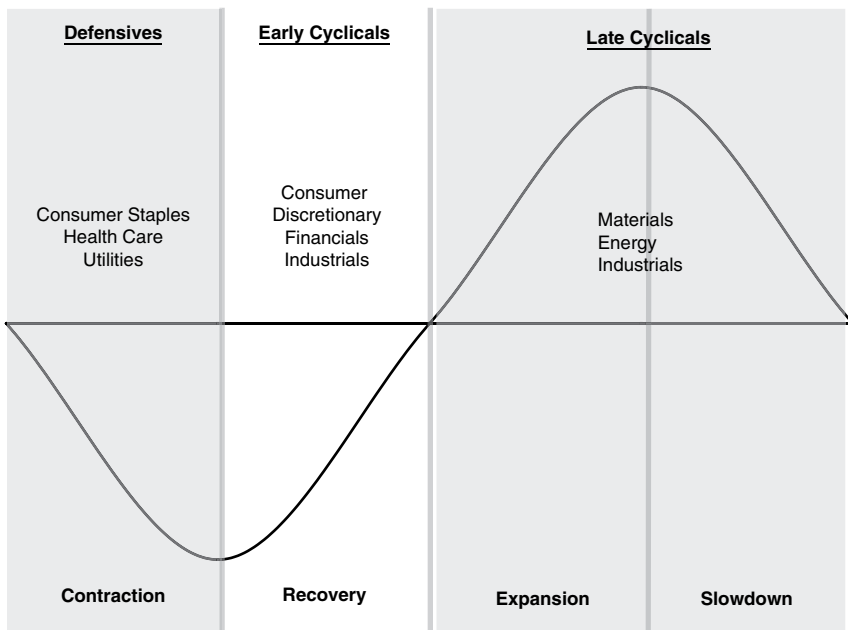 Defensives
Early Cyclicals
Late Cyclicals
Consumer Staples
Health Care
Utilities
Consumer
Discretionary
Financials
Industrials
Materials
Energy
Industrials
Contraction
Recovery
Expansion
Slowdown